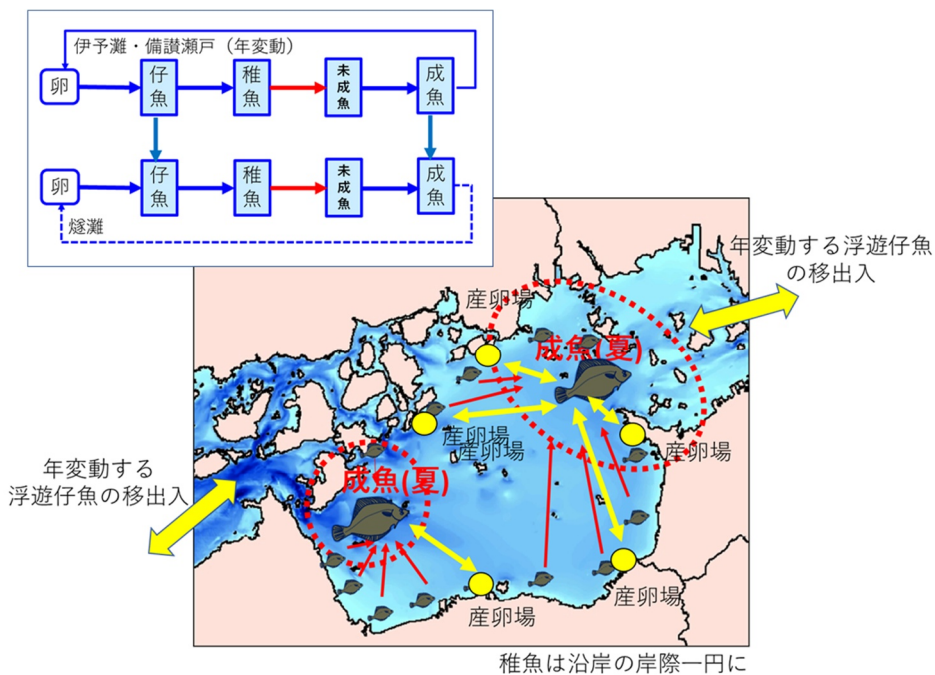 伊予灘・備讃瀬戸（年変動）
卵
仔魚
稚魚
未成魚
成魚
卵
仔魚
稚魚
未成魚
成魚
燧灘
年変動する浮遊仔魚
の移出入
産卵場
成魚(夏)
産卵場
産卵場
産卵場
年変動する
浮遊仔魚の移出入
成魚(夏)
産卵場
産卵場
稚魚は沿岸の岸際一円に